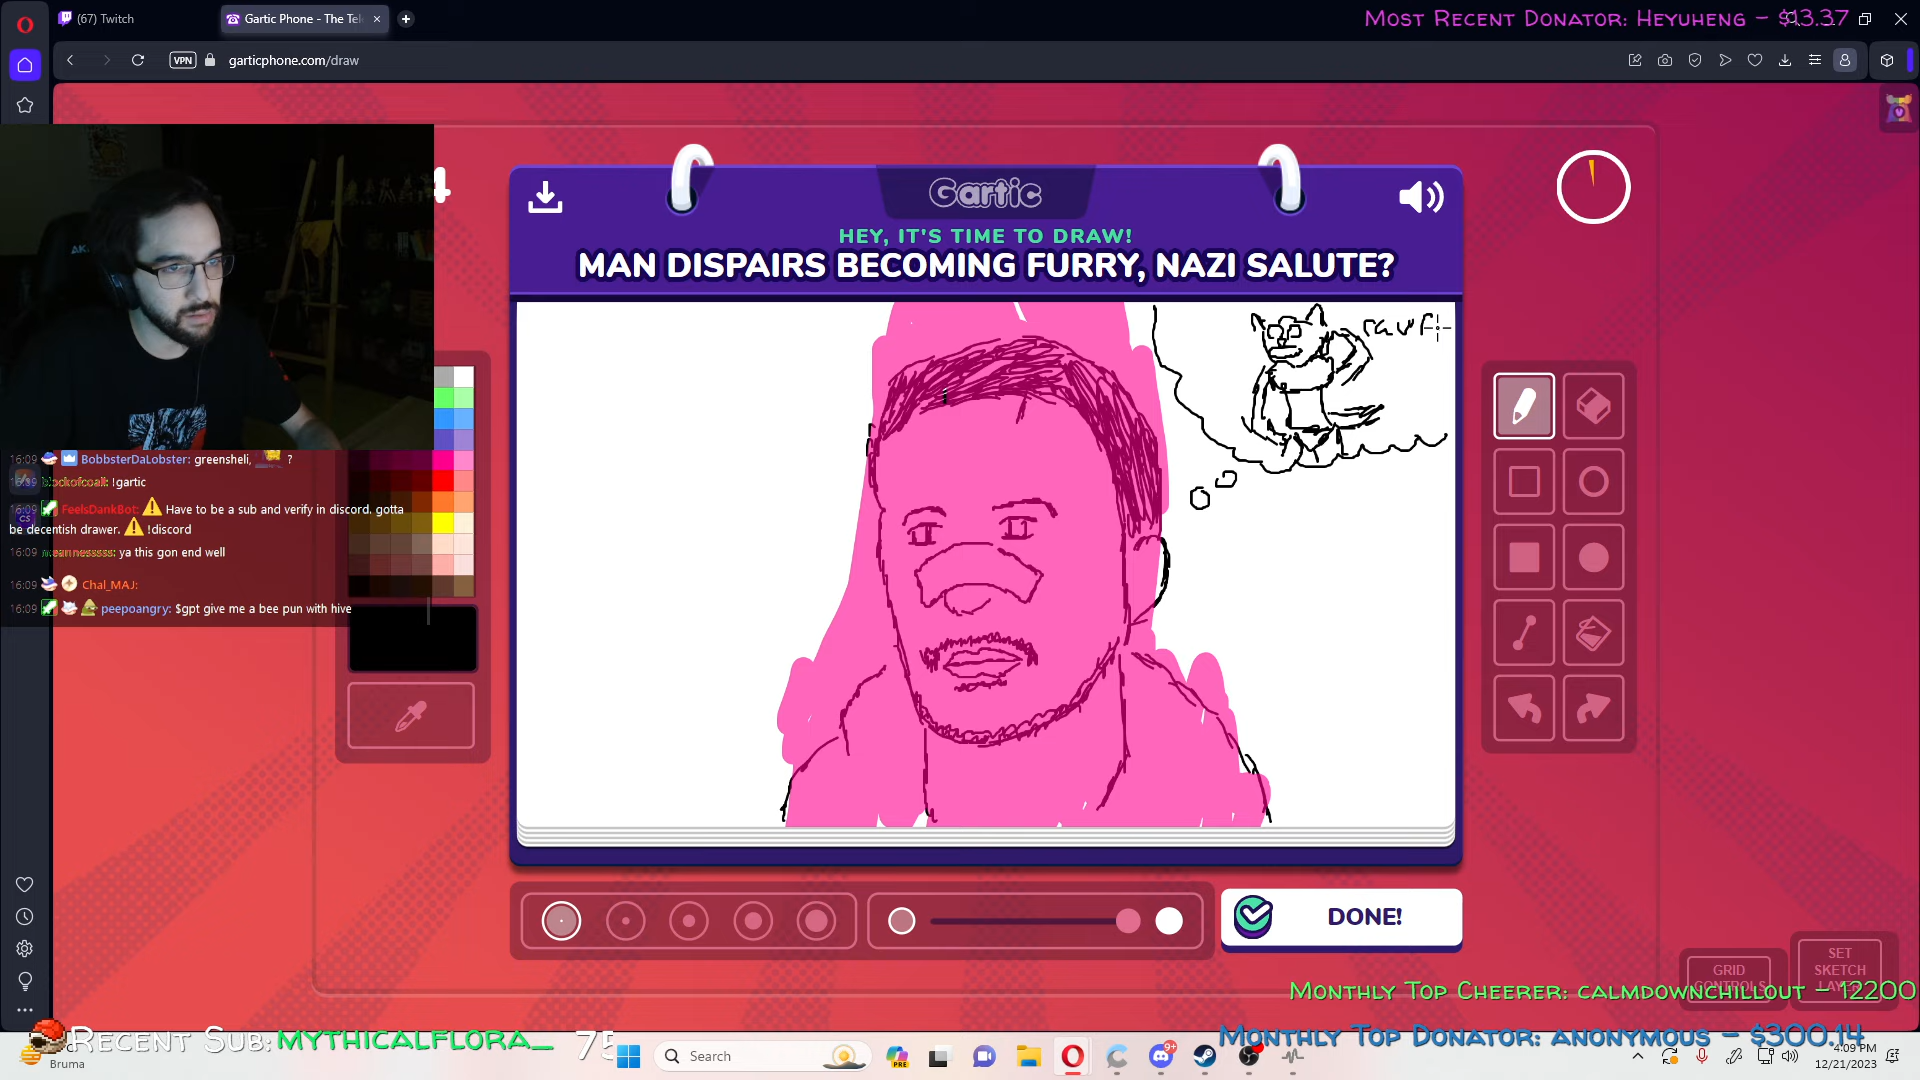 (67) Twitch
Gartic Phone - The Tel
MOST RECENT DONATOR: HEYUHENG - $13.37
VPN
garticphone.com/draw
Gartic
HEY, IT'S TIME TO DRAW!
MAN DISPAIRS BECOMING FURRY, NAZI SALUTE?
rawr
16:09 BobbsterDaLobster: greensheli, ?
blockofcoalt: !gartic
16:09 FeelsDankBot: Have to be a sub and verify in discord. gotta
be decentish drawer. !discord
16:09 ya this gon end well
16:09 Chal_MAJ:
16:09 peepoangry: $gpt give me a bee pun with hive
DONE!
GRID
CONTROLS
SET
SKETCH
LAYER
MONTHLY TOP CHEERER: CALMDOWNCHILLOUT - 12200
RECENT SUB: MYTHICALFLORA_
MONTHLY TOP DONATOR: ANONYMOUS - $300.14
Bruma
Search
PRE
9+
4:09 PM
12/21/2023